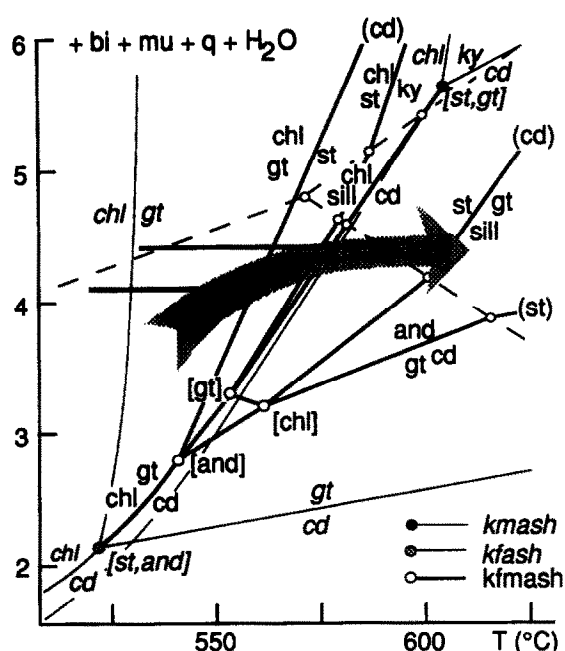 + bi + mu + q + H₂O
6
5
4
3
2
(cd)
chl
st
ky
chl
ky
cd
[st,gt]
chl
gt
st
chl
sill
cd
(cd)
st
gt
sill
chl
gt
and
gt
cd
(st)
[gt]
[chl]
gt
[and]
chl
cd
gt
cd
chl
cd
[st,and]
kmash
kfash
kfmash
550
600
T (°C)